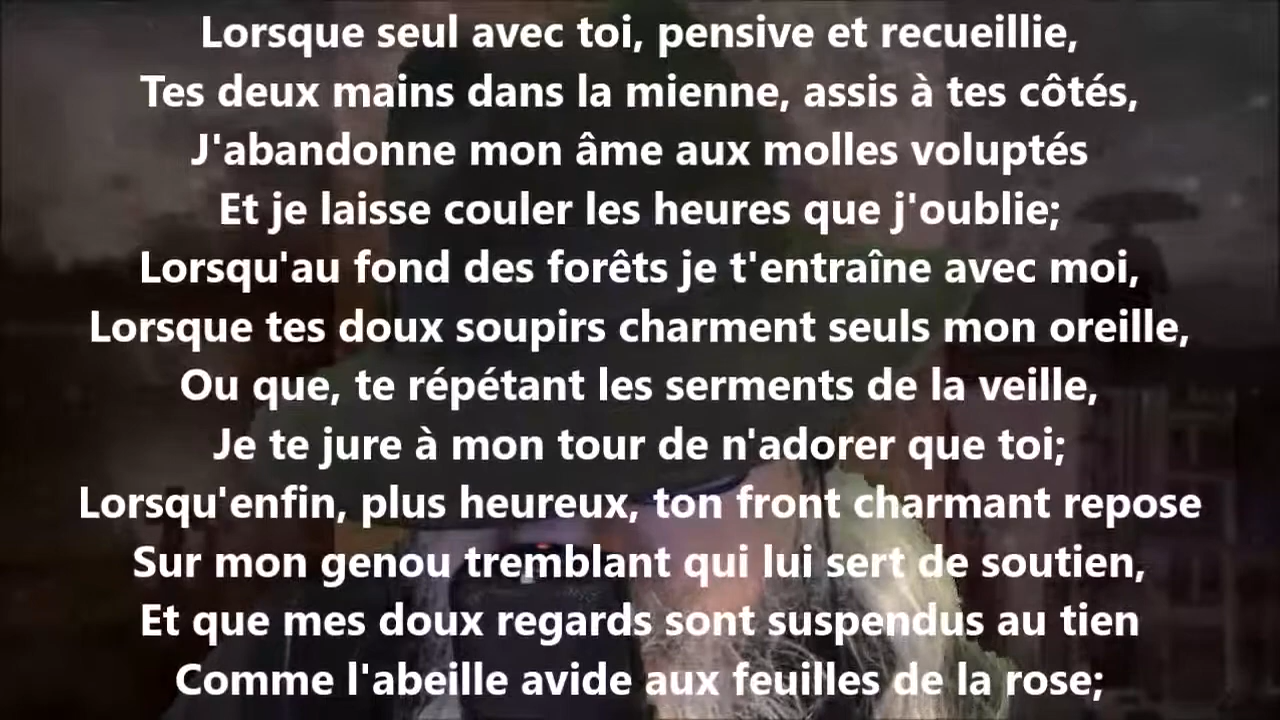 Lorsque seul avec toi, pensive et recueillie,
Tes deux mains dans la mienne, assis à tes côtés,
J'abandonne mon âme aux molles voluptés
Et je laisse couler les heures que j'oublie;
Lorsqu'au fond des forêts je t'entraîne avec moi,
Lorsque tes doux soupirs charment seuls mon oreille,
Ou que, te répétant les serments de la veille,
Je te jure à mon tour de n'adorer que toi;
Lorsqu'enfin, plus heureux, ton front charmant repose
Sur mon genou tremblant qui lui sert de soutien,
Et que mes doux regards sont suspendus au tien
Comme l'abeille avide aux feuilles de la rose;